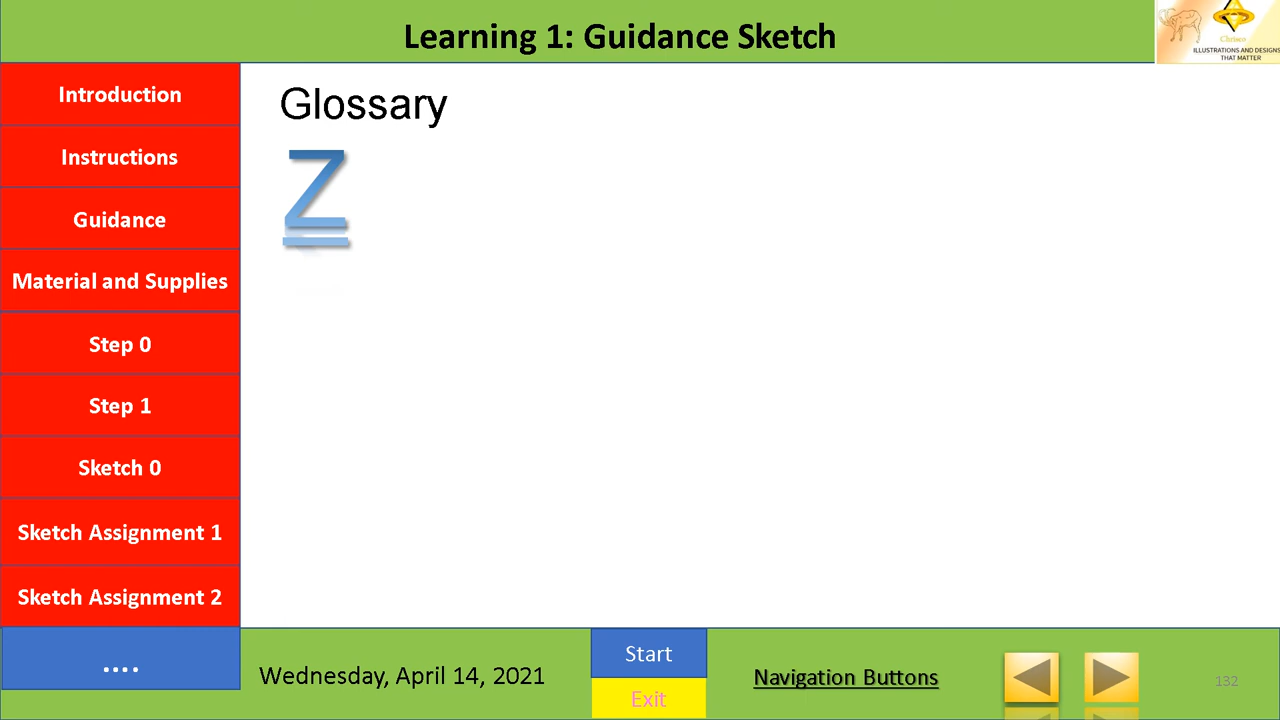 Learning 1: Guidance Sketch
Chrisco
ILLUSTRATIONS AND DESIGNS
THAT MATTER
Introduction
Instructions
Guidance
Material and Supplies
Step 0
Step 1
Sketch 0
Sketch Assignment 1
Sketch Assignment 2
....
Glossary
Z
Wednesday, April 14, 2021
Start
Exit
Navigation Buttons
132